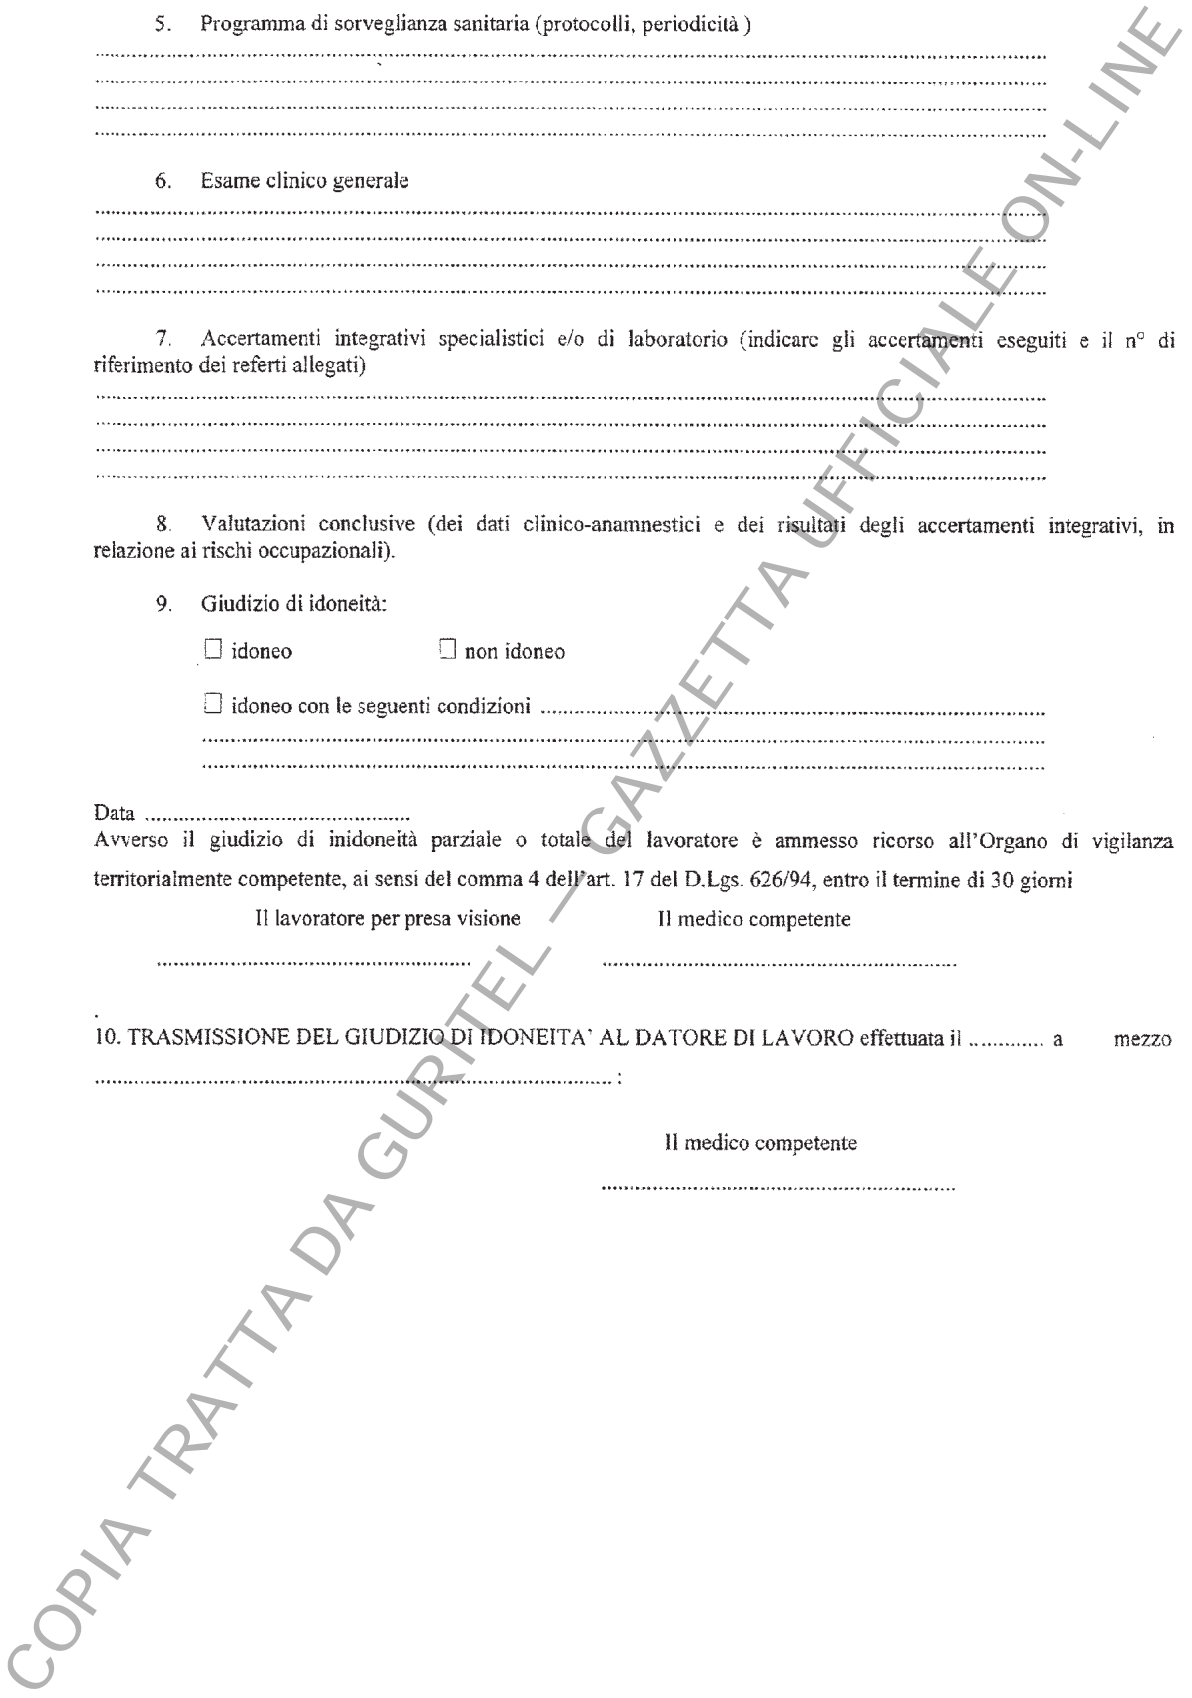 5. Programma di sorveglianza sanitaria (protocolli, periodicità )
................................................................
................................................................
................................................................
................................................................
6. Esame clinico generale
................................................................
................................................................
................................................................
................................................................
7. Accertamenti integrativi specialistici e/o di laboratorio (indicare gli accertamenti eseguiti e il n° di
riferimento dei referti allegati)
................................................................
................................................................
................................................................
................................................................
8. Valutazioni conclusive (dei dati clinico-anamnestici e dei risultati degli accertamenti integrativi, in
relazione ai rischi occupazionali).
9. Giudizio di idoneità:
☐ idoneo ☐ non idoneo
☐ idoneo con le seguenti condizioni ................................
................................................................
................................................................
Data ................................
Avverso il giudizio di inidoneità parziale o totale del lavoratore è ammesso ricorso all'Organo di vigilanza
territorialmente competente, ai sensi del comma 4 dell'art. 17 del D.Lgs. 626/94, entro il termine di 30 giorni
Il lavoratore per presa visione Il medico competente
................................ ................................
.
10. TRASMISSIONE DEL GIUDIZIO DI IDONEITA' AL DATORE DI LAVORO effettuata il ............. a mezzo
................................................................ :
Il medico competente
................................
COPIA TRATTA DA GURITEL — GAZZETTA UFFICIALE ON-LINE